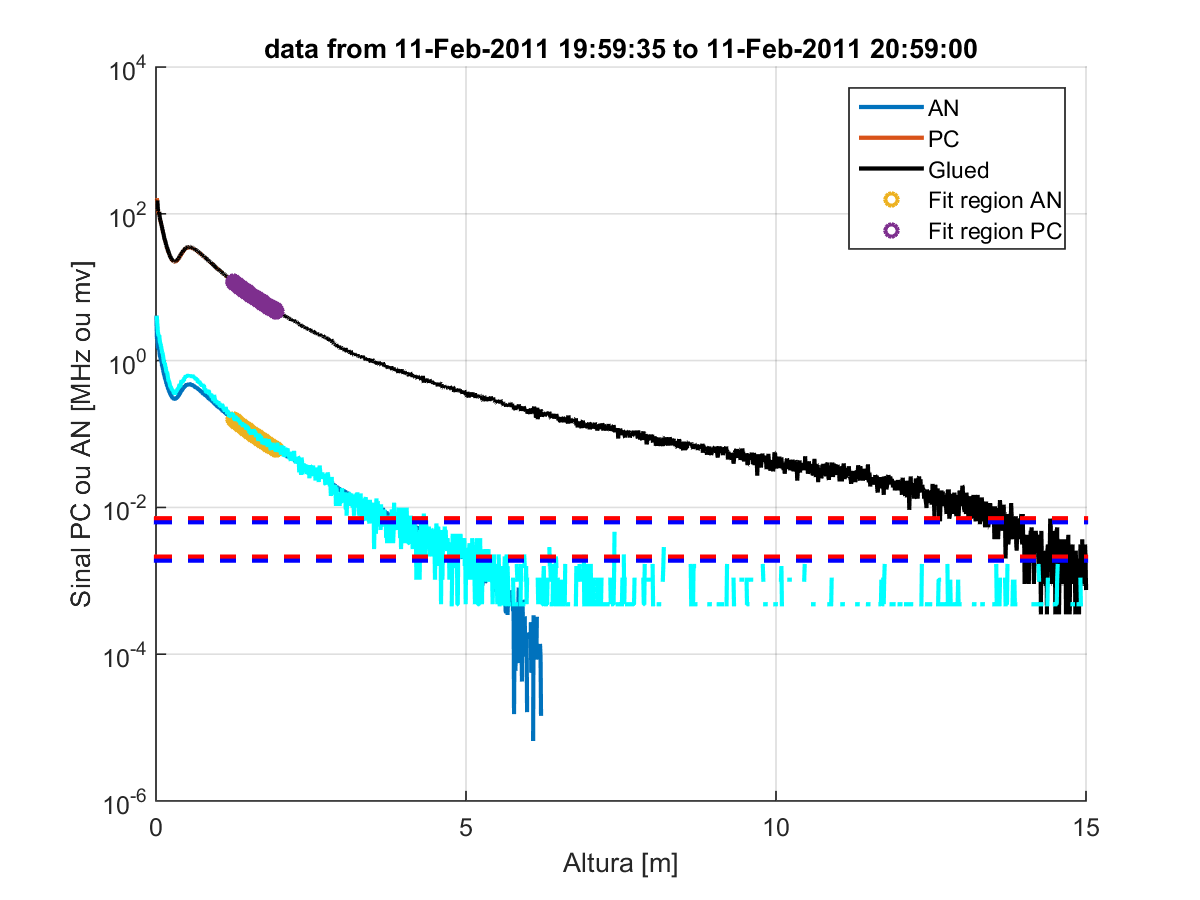 data from 11-Feb-2011 19:59:35 to 11-Feb-2011 20:59:00
10^4
10^2
10^0
10^-2
10^-4
10^-6
Sinal PC ou AN [MHz ou mv]
AN
PC
Glued
Fit region AN
Fit region PC
0 5 10 15
Altura [m]